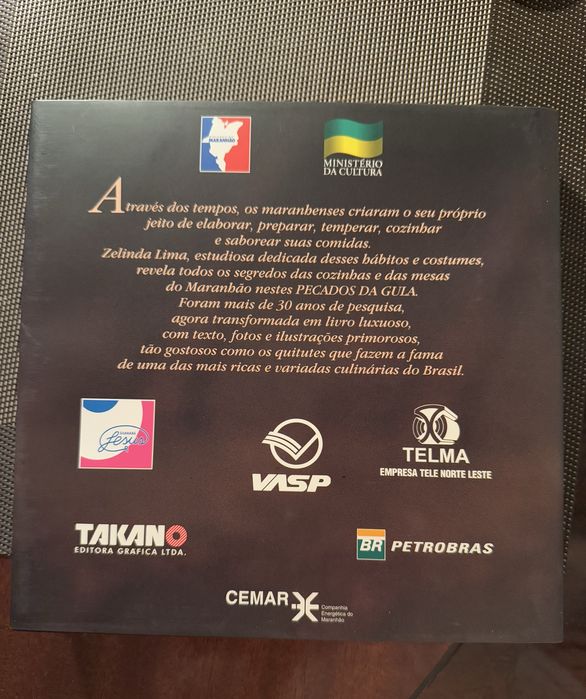 MARANHÃO
MINISTÉRIO
DA CULTURA
Através dos tempos, os maranhenses criaram o seu próprio
jeito de elaborar, preparar, temperar, cozinhar
e saborear suas comidas.
Zelinda Lima, estudiosa dedicada desses hábitos e costumes,
revela todos os segredos das cozinhas e das mesas
do Maranhão nestes PECADOS DA GULA.
Foram mais de 30 anos de pesquisa,
agora transformada em livro luxuoso,
com texto, fotos e ilustrações primorosos,
tão gostosos como os quitutes que fazem a fama
de uma das mais ricas e variadas culinárias do Brasil.
GUARANÁ
Jesus
VASP
TELMA
EMPRESA TELE NORTE LESTE
TAKANO
EDITORA GRAFICA LTDA.
BR PETROBRAS
CEMAR
Companhia
Energética do
Maranhão